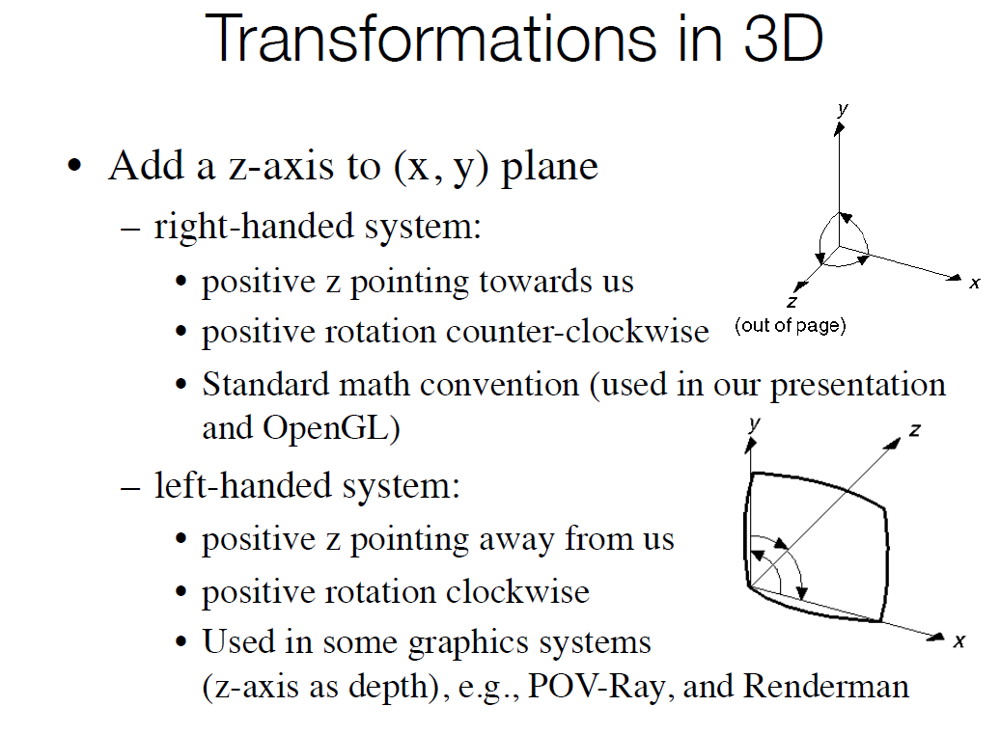 Transformations in 3D
• Add a z-axis to (x, y) plane
– right-handed system:
• positive z pointing towards us
• positive rotation counter-clockwise
• Standard math convention (used in our presentation
and OpenGL)
– left-handed system:
• positive z pointing away from us
• positive rotation clockwise
• Used in some graphics systems
(z-axis as depth), e.g., POV-Ray, and Renderman
y
x
z
(out of page)
y
z
x